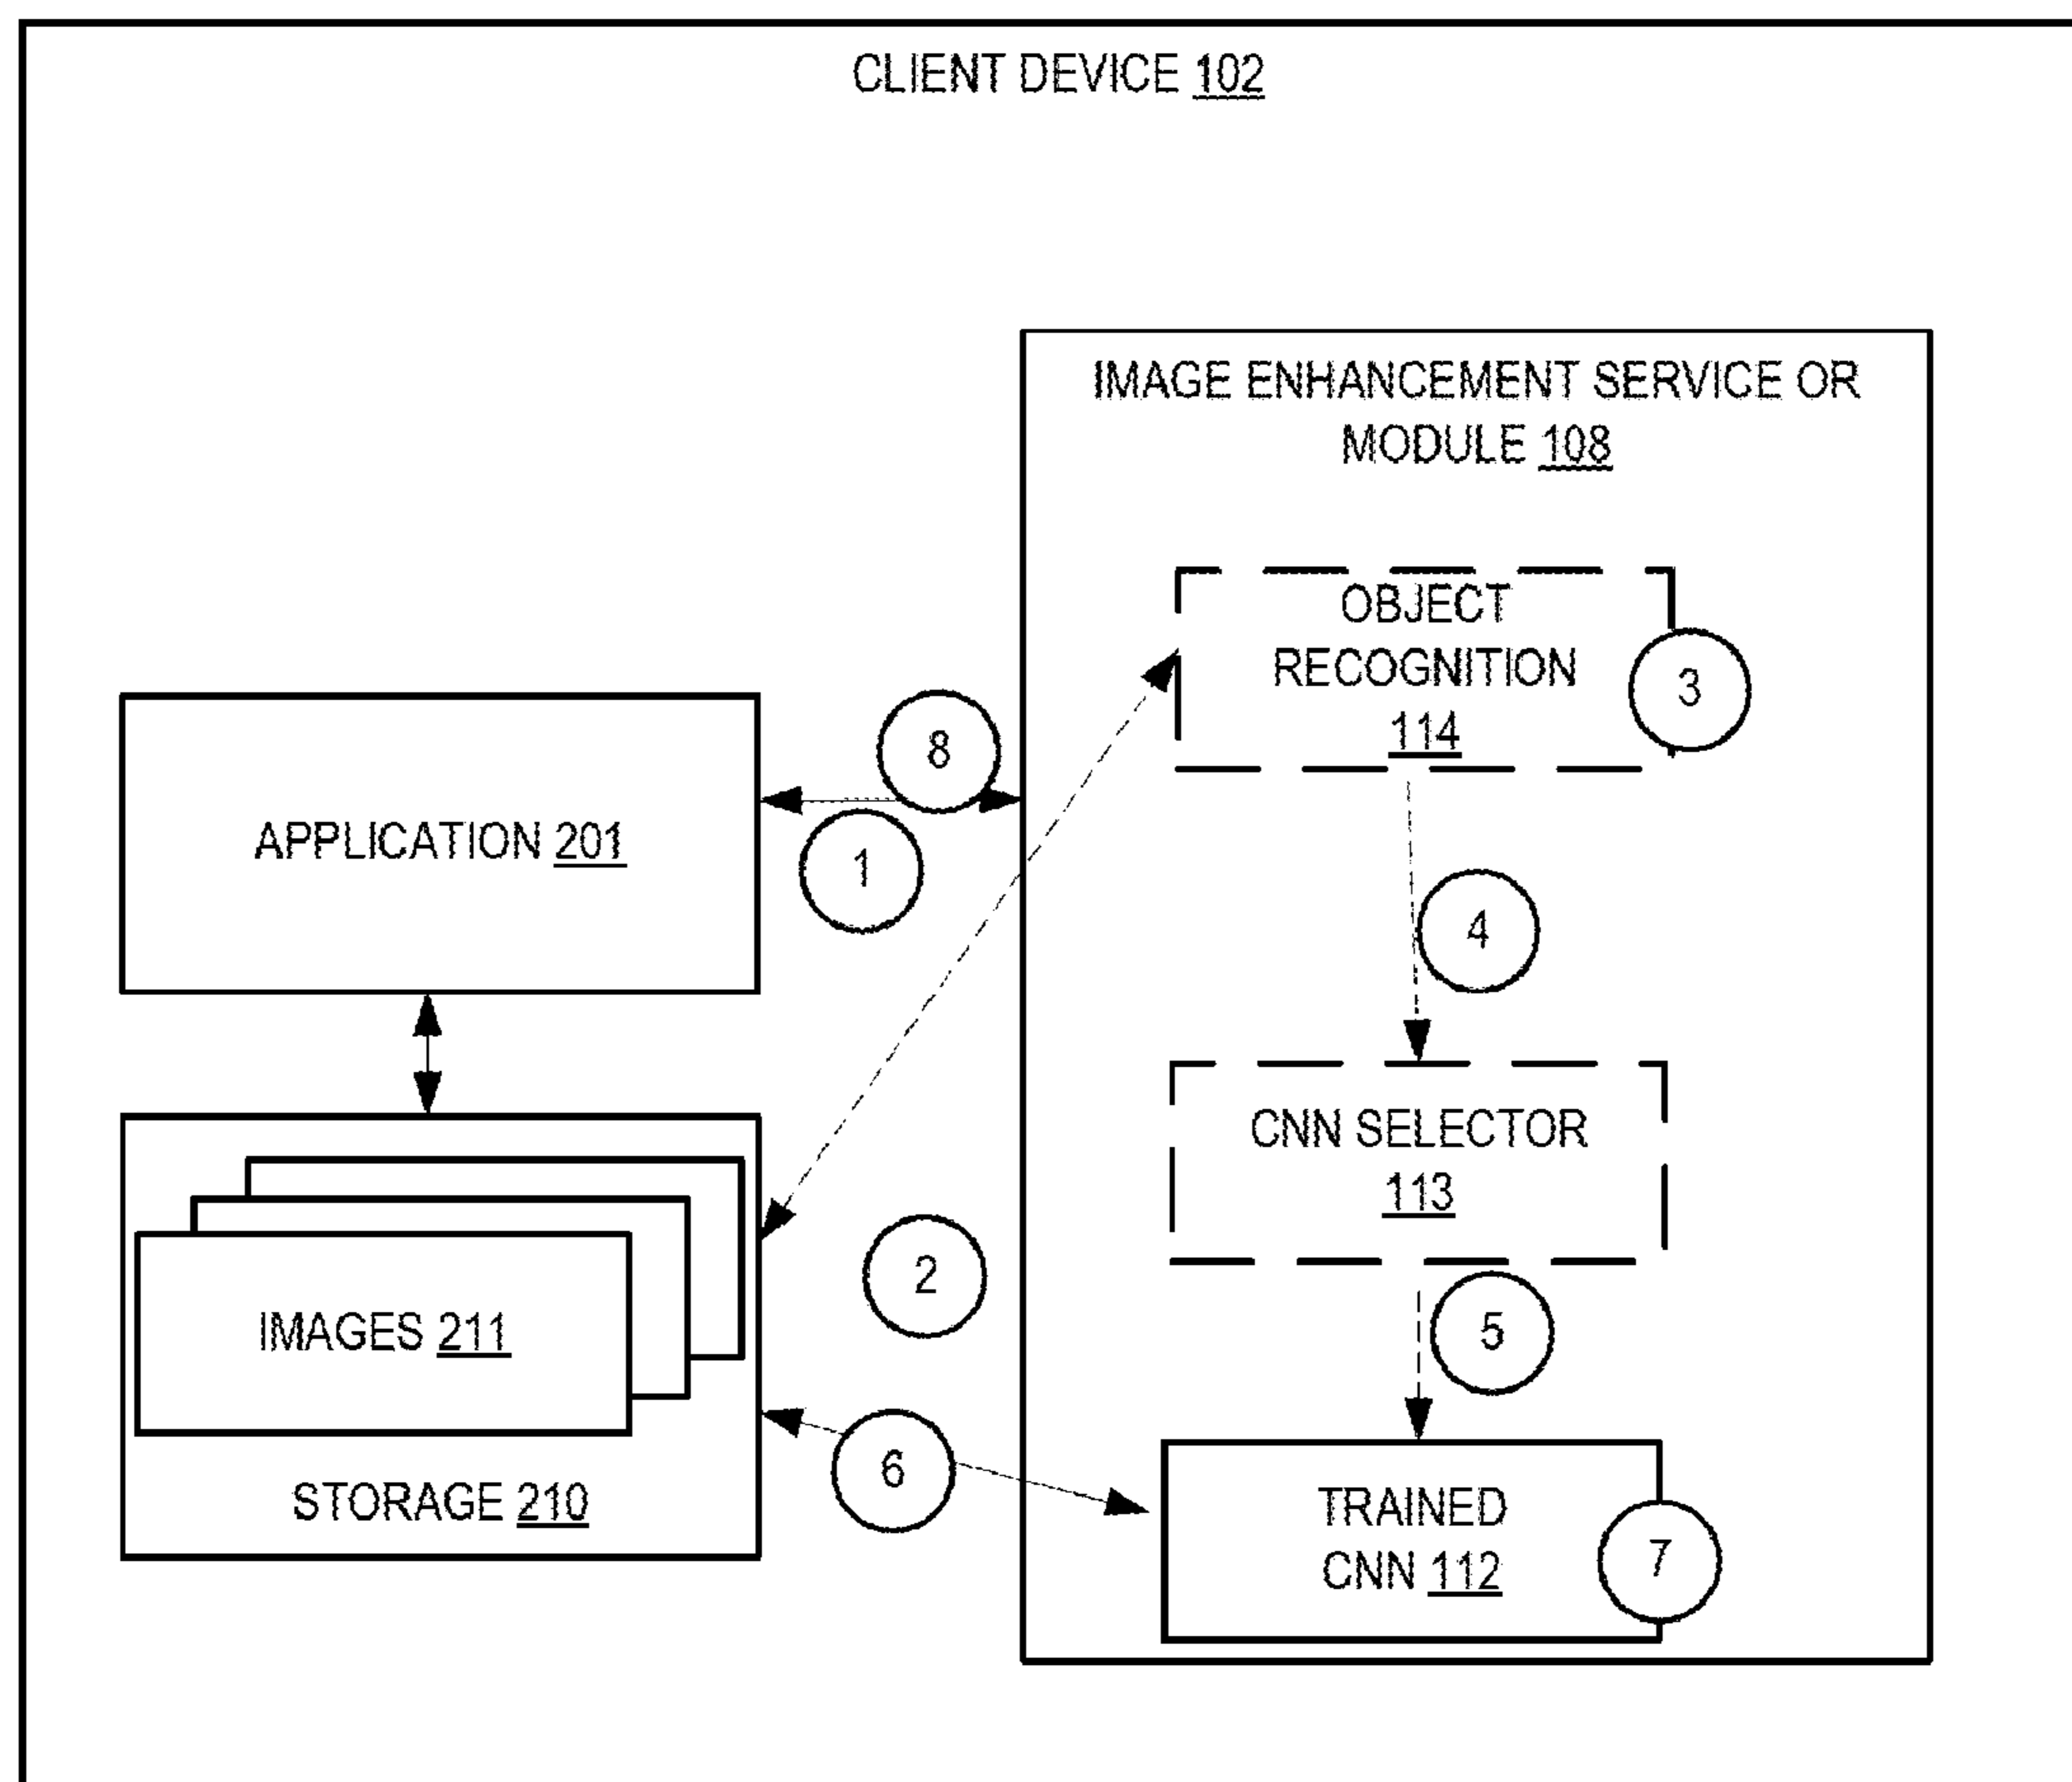 CLIENT DEVICE 102
IMAGE ENHANCEMENT SERVICE OR
MODULE 108
OBJECT
RECOGNITION
114
3
8
APPLICATION 201
1
4
CNN SELECTOR
113
2
IMAGES 211
5
6
STORAGE 210
TRAINED
CNN 112
7